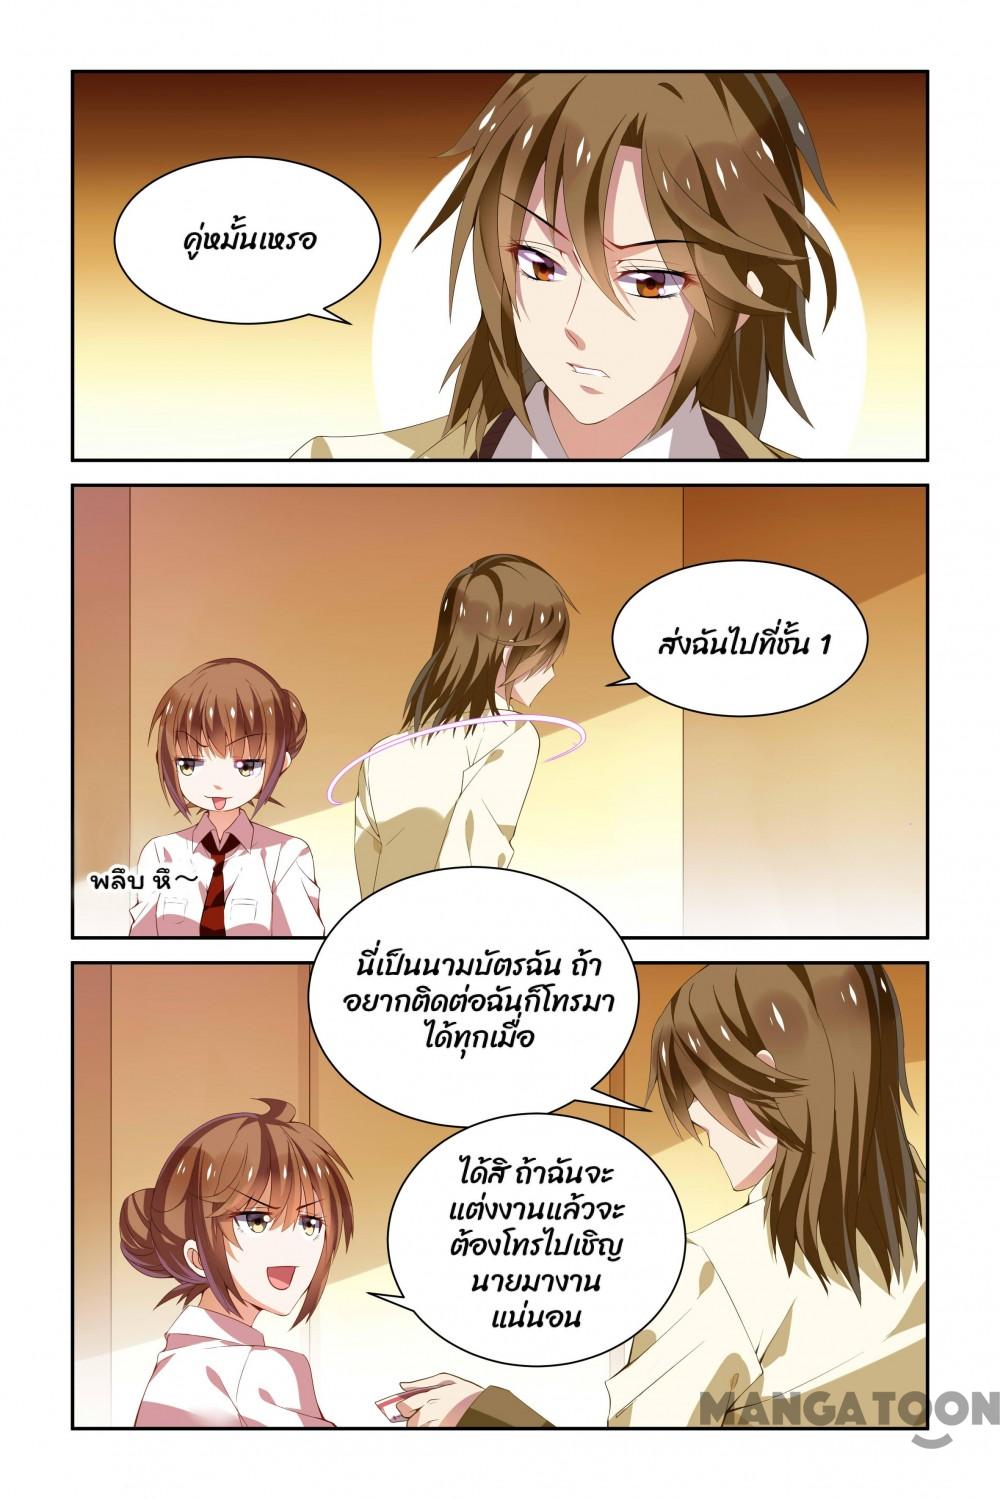 คู่หมั้นเหรอ
ส่งฉันไปที่ชั้น 1
พลึบ หึ~
นี่เป็นนามบัตรฉัน ถ้า
อยากติดต่อฉันก็โทรมา
ได้ทุกเมื่อ
ได้สิ ถ้าฉันจะ
แต่งงานแล้วจะ
ต้องโทรไปเชิญ
นายมางาน
แน่นอน
MANGATOON